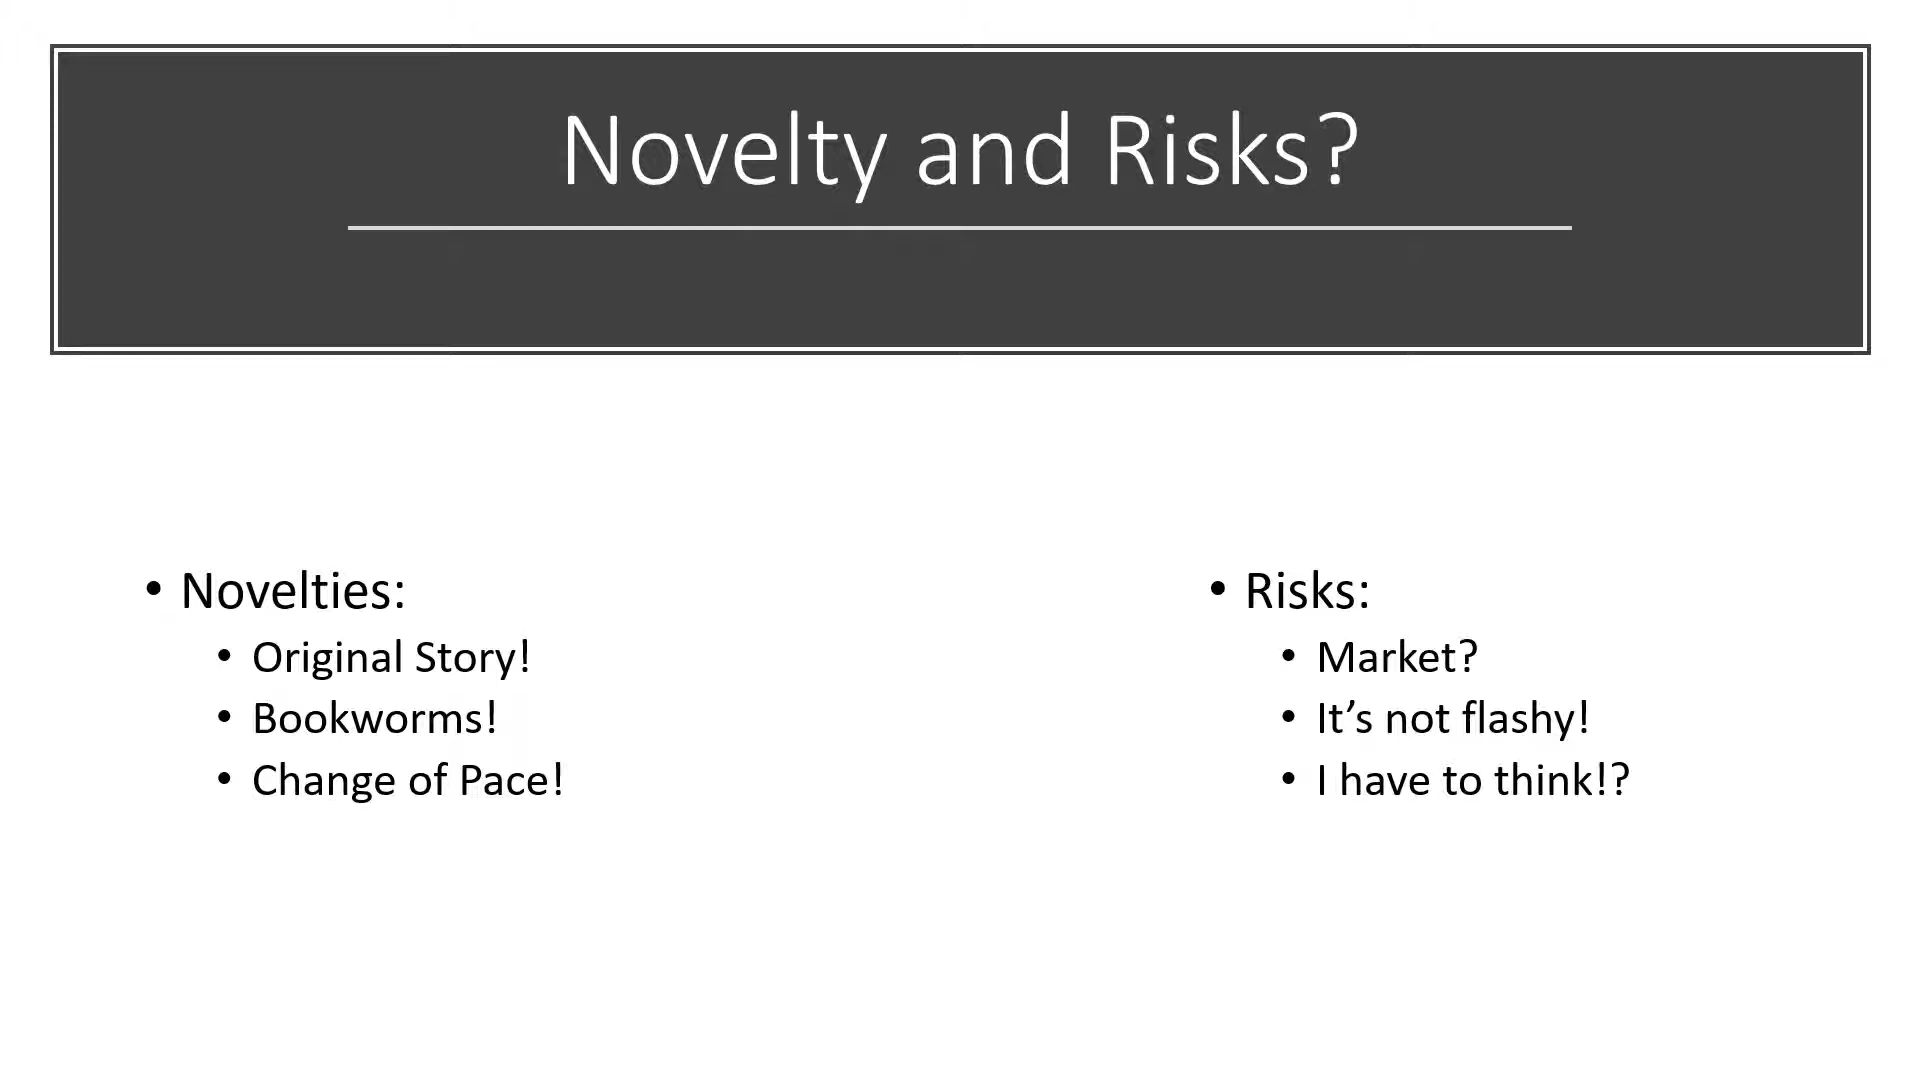 Novelty and Risks?
• Novelties:
• Original Story!
• Bookworms!
• Change of Pace!
• Risks:
• Market?
• It’s not flashy!
• I have to think!?